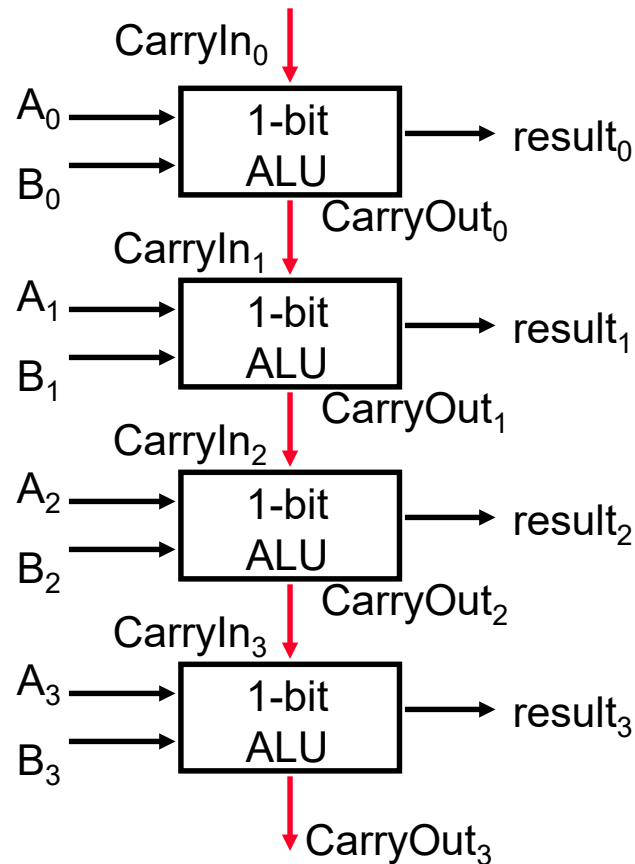 CarryIn₀
A₀
1-bit
result₀
B₀
ALU
CarryOut₀
CarryIn₁
A₁
1-bit
result₁
B₁
ALU
CarryOut₁
CarryIn₂
A₂
1-bit
result₂
B₂
ALU
CarryOut₂
CarryIn₃
A₃
1-bit
result₃
B₃
ALU
CarryOut₃